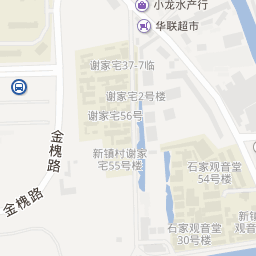 小龙水产行
华联超市
谢家宅37-7临
谢家宅2号楼
谢家宅56号
金槐路
新镇村谢家
宅55号楼
石家观音堂
54号楼
金槐路
石家观音堂
30号楼
新镇
观音